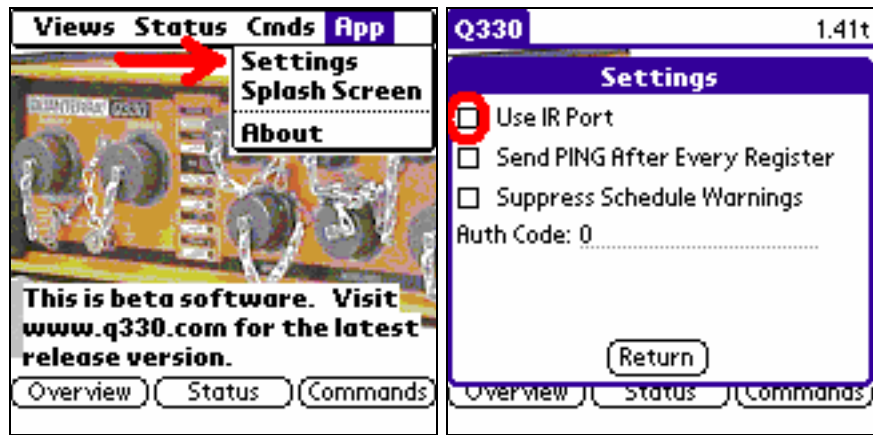 Views Status Cmds App
Settings
Splash Screen
About
This is beta software. Visit
www.q330.com for the latest
release version.
Overview Status Commands
Q330 1.41t
Settings
Use IR Port
Send PING After Every Register
Suppress Schedule Warnings
Auth Code: 0
Return
Overview Status Commands